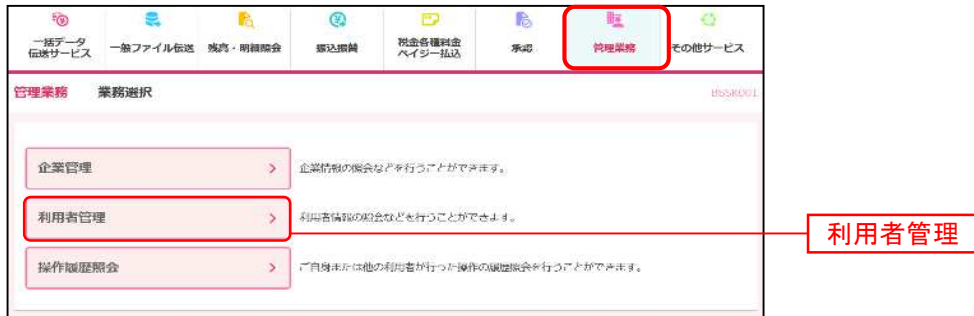 一括データ
伝送サービス
一般ファイル伝送
残高・明細照会
振込振替
税金各種料金
ペイジー払込
承認
管理業務
その他サービス
管理業務 業務選択
BSSK001
企業管理
企業情報の照会などを行うことができます。
利用者管理
利用者情報の照会などを行うことができます。
利用者管理
操作履歴照会
ご自身または他の利用者が行った操作の履歴照会を行うことができます。